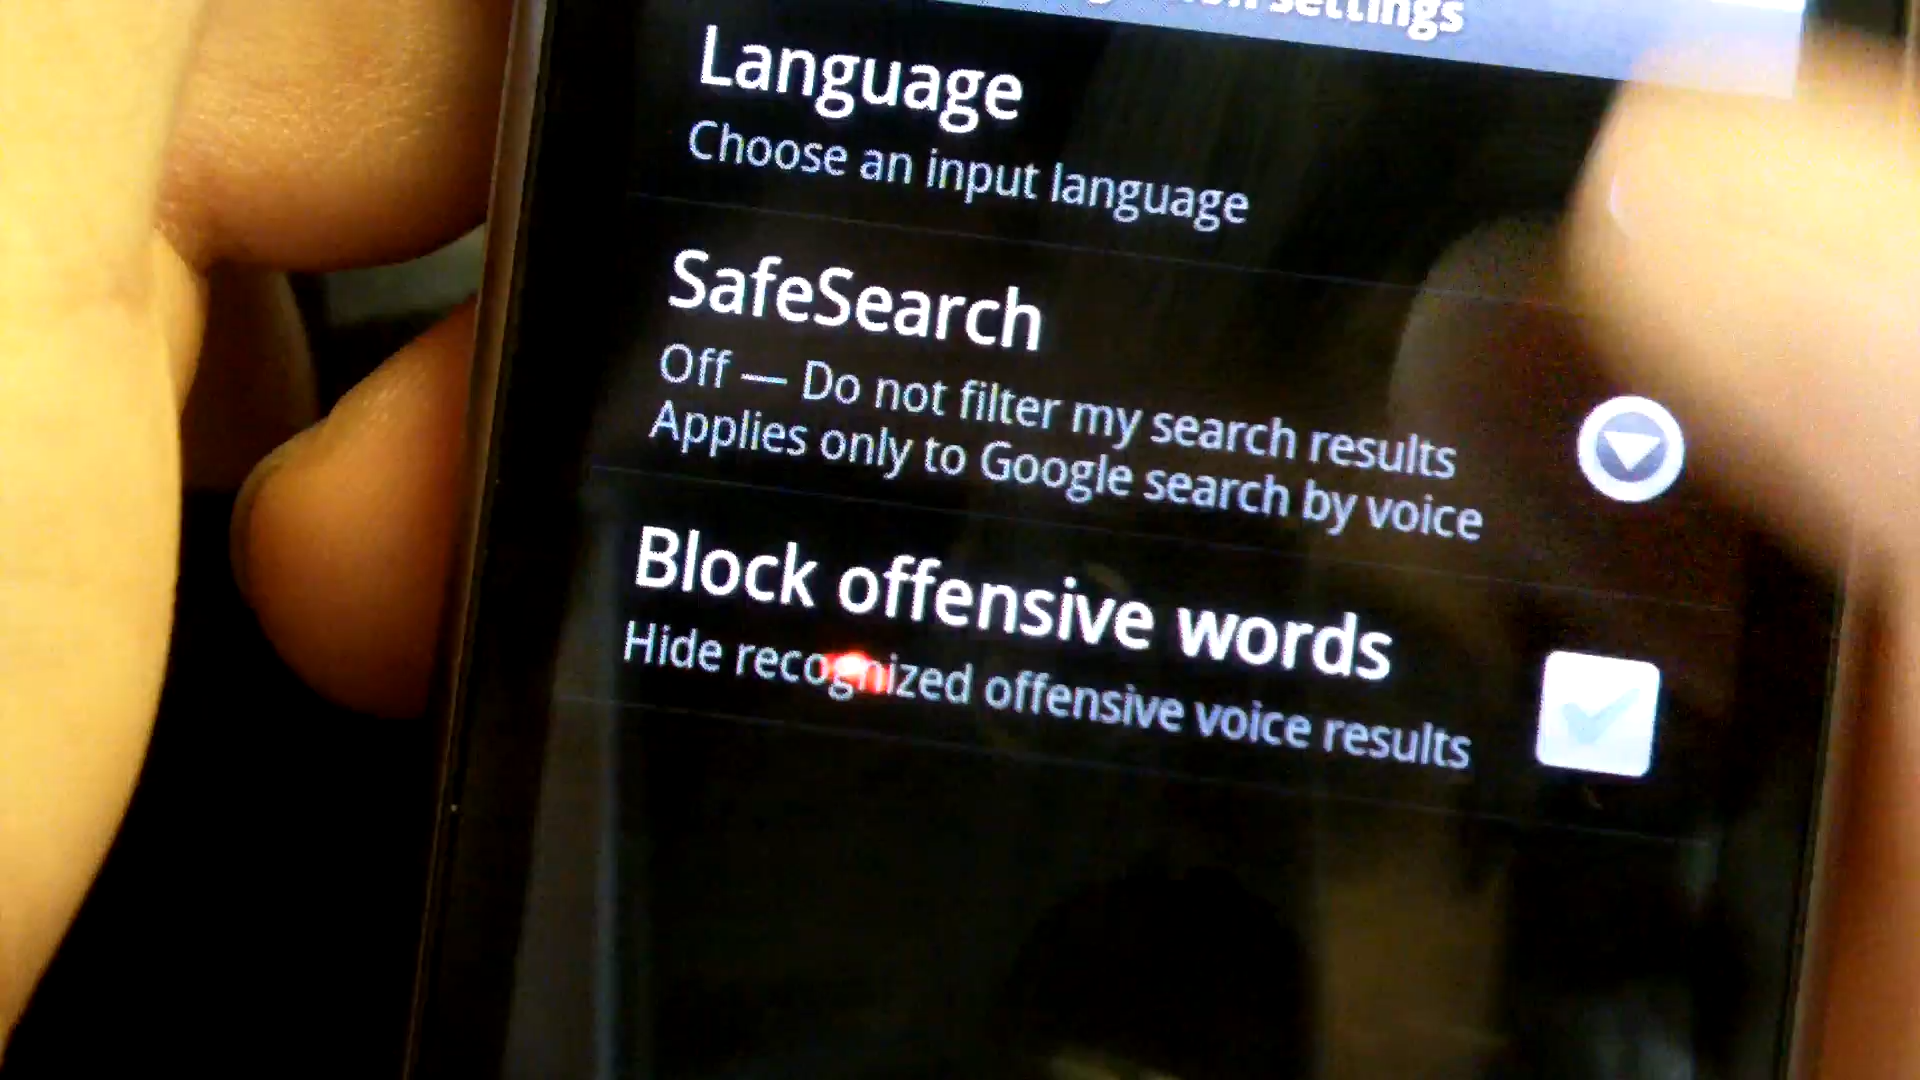 settings
Language
Choose an input language
SafeSearch
Off — Do not filter my search results
Applies only to Google search by voice
Block offensive words
Hide recognized offensive voice results